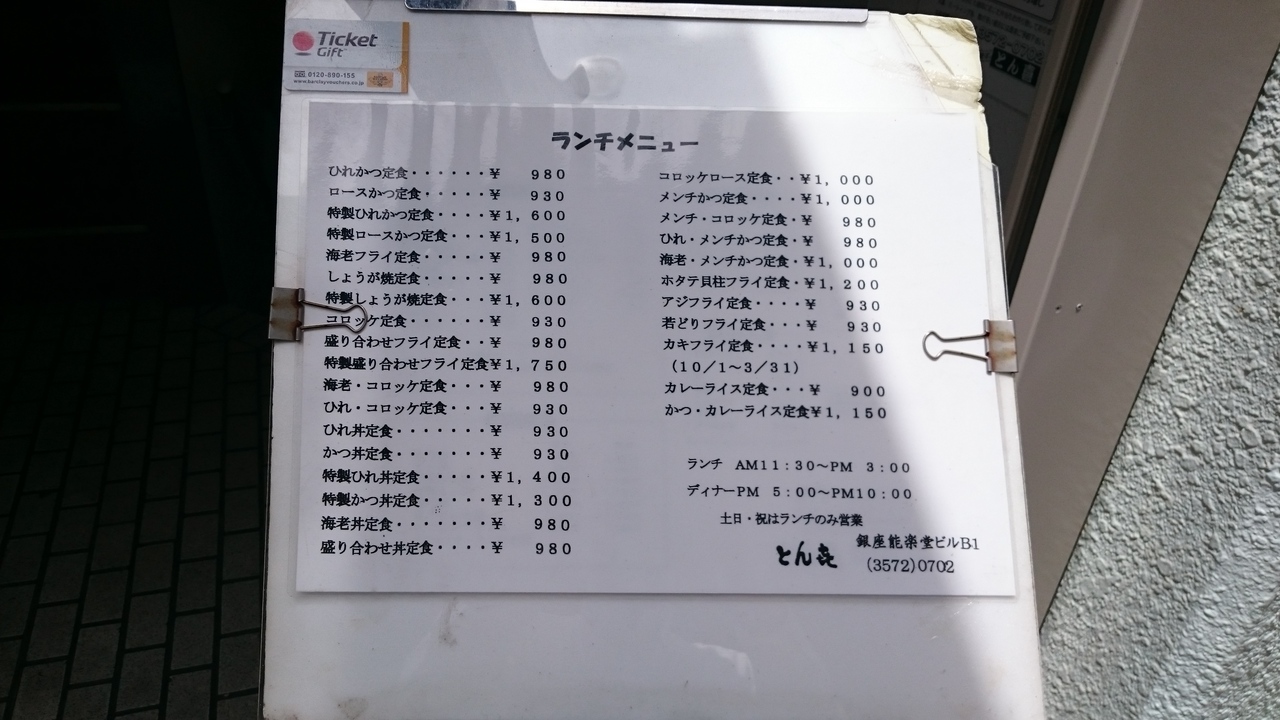 Ticket
Gift
0120-890-155
www.barclayvouchers.co.jp
とん㐂
ランチメニュー
ひれかつ定食・・・・・・¥ 980
ロースかつ定食・・・・・¥ 930
特製ひれかつ定食・・・・¥1,600
特製ロースかつ定食・・・¥1,500
海老フライ定食・・・・・¥ 980
しょうが焼定食・・・・・¥ 980
特製しょうが焼定食・・・¥1,600
コロッケ定食・・・・・・¥ 930
盛り合わせフライ定食・・¥ 980
特製盛り合わせフライ定食¥1,750
海老・コロッケ定食・・・¥ 980
ひれ・コロッケ定食・・・¥ 930
ひれ丼定食・・・・・・・¥ 930
かつ丼定食・・・・・・・¥ 930
特製ひれ丼定食・・・・・¥1,400
特製かつ丼定食・・・・・¥1,300
海老丼定食・・・・・・・¥ 980
盛り合わせ丼定食・・・・¥ 980
コロッケロース定食・・¥1,000
メンチかつ定食・・・・¥1,000
メンチ・コロッケ定食・¥ 980
ひれ・メンチかつ定食・¥ 980
海老・メンチかつ定食・¥1,000
ホタテ貝柱フライ定食・¥1,200
アジフライ定食・・・・¥ 930
若どりフライ定食・・・¥ 930
カキフライ定食・・・・¥1,150
(10/1〜3/31)
カレーライス定食・・・¥ 900
かつ・カレーライス定食¥1,150
ランチ AM11:30〜PM 3:00
ディナーPM 5:00〜PM10:00
土日・祝はランチのみ営業
とん㐂 銀座能楽堂ビルB1
(3572)0702